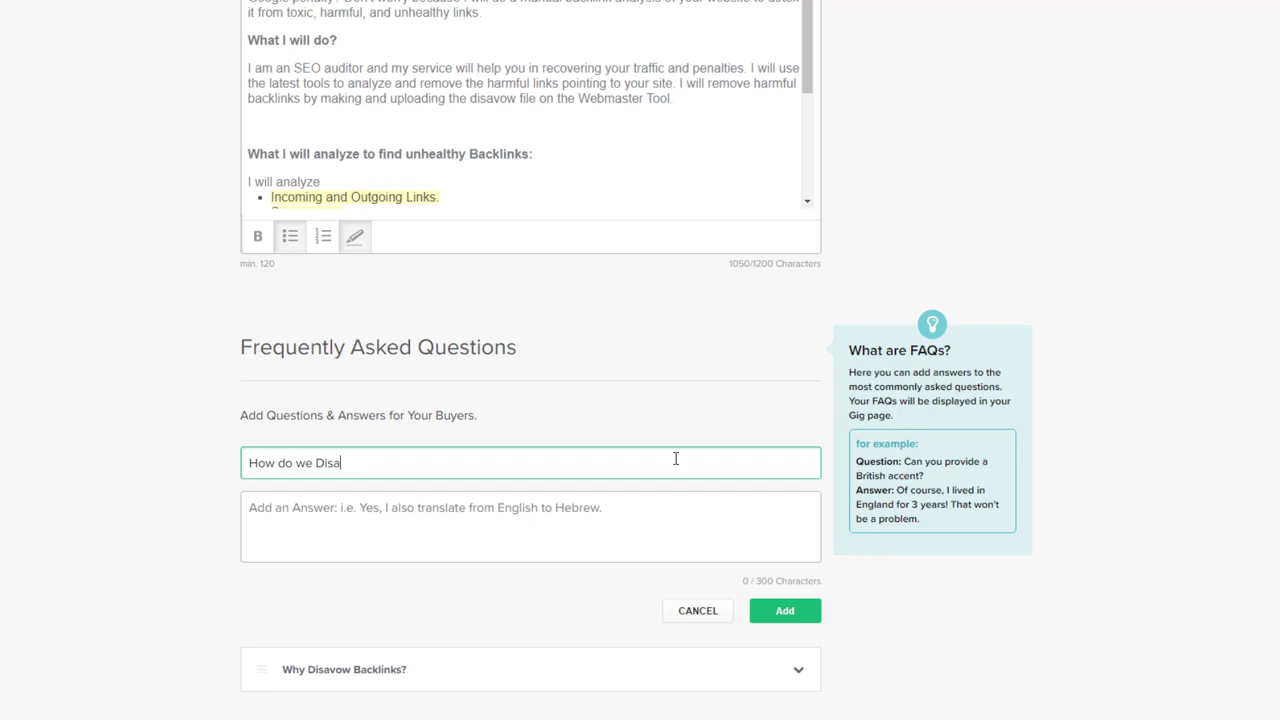 Google penalty? Don't worry because I will do a manual backlink analysis of your website to detox
it from toxic, harmful, and unhealthy links.
What I will do?
I am an SEO auditor and my service will help you in recovering your traffic and penalties. I will use
the latest tools to analyze and remove the harmful links pointing to your site. I will remove harmful
backlinks by making and uploading the disavow file on the Webmaster Tool.
What I will analyze to find unhealthy Backlinks:
I will analyze
Incoming and Outgoing Links.
B
min. 120
1050/1200 Characters
Frequently Asked Questions
Add Questions & Answers for Your Buyers.
How do we Disa
Add an Answer: i.e. Yes, I also translate from English to Hebrew.
0 / 300 Characters
CANCEL
Add
Why Disavow Backlinks?
What are FAQs?
Here you can add answers to the
most commonly asked questions.
Your FAQs will be displayed in your
Gig page.
for example:
Question: Can you provide a
British accent?
Answer: Of course, I lived in
England for 3 years! That won't
be a problem.